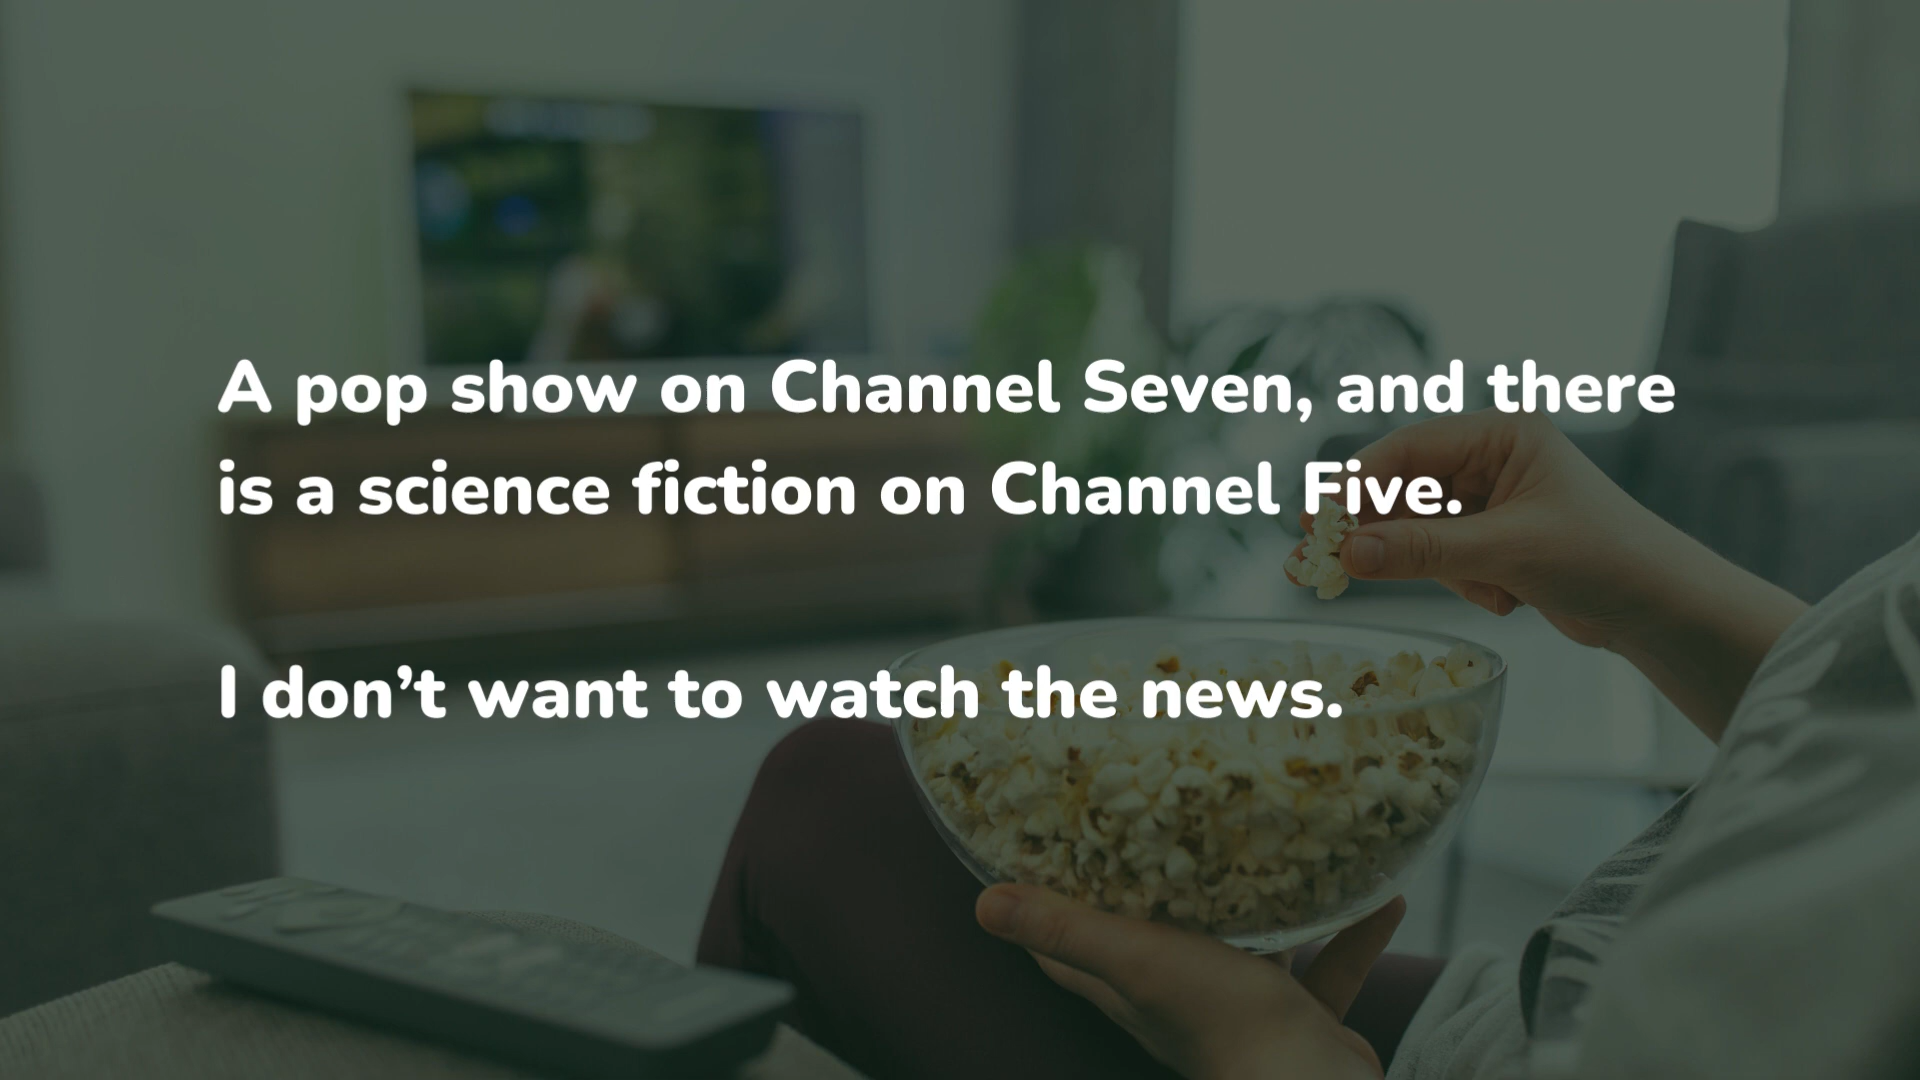 A pop show on Channel Seven, and there
is a science fiction on Channel Five.
I don’t want to watch the news.